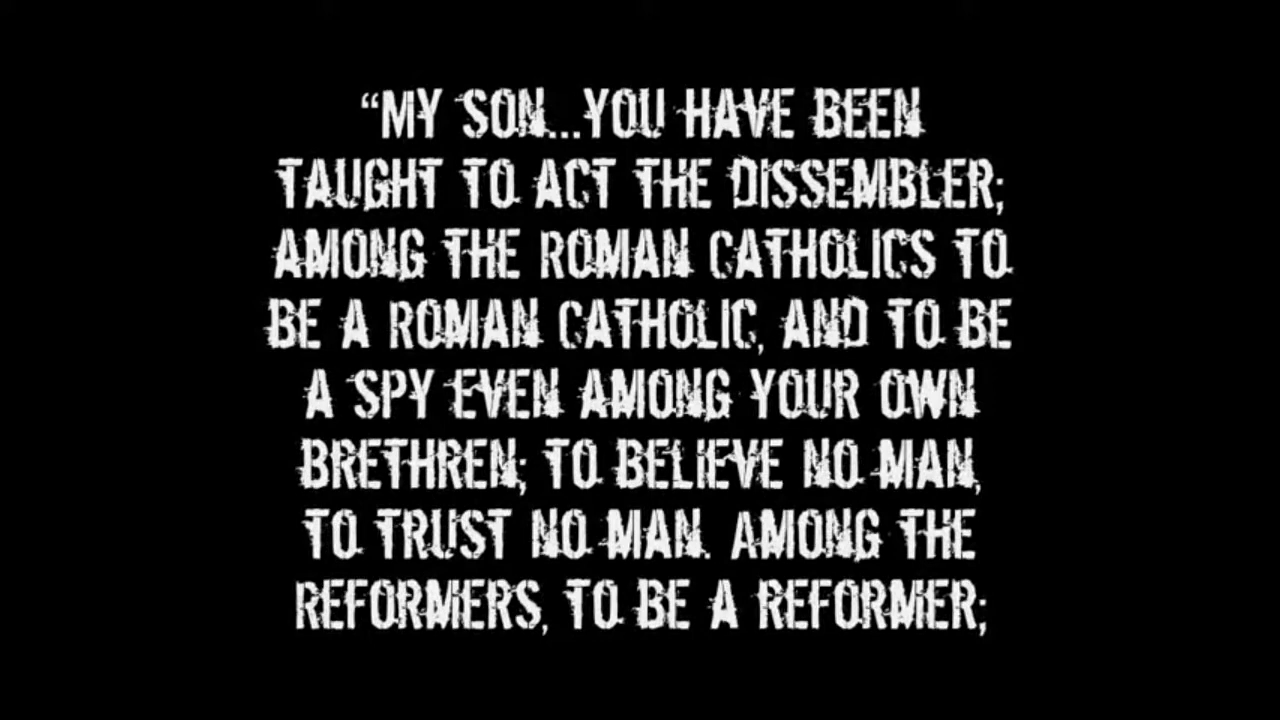 “MY SON...YOU HAVE BEEN
TAUGHT TO ACT THE DISSEMBLER;
AMONG THE ROMAN CATHOLICS TO
BE A ROMAN CATHOLIC, AND TO BE
A SPY EVEN AMONG YOUR OWN
BRETHREN; TO BELIEVE NO MAN,
TO TRUST NO MAN. AMONG THE
REFORMERS, TO BE A REFORMER;